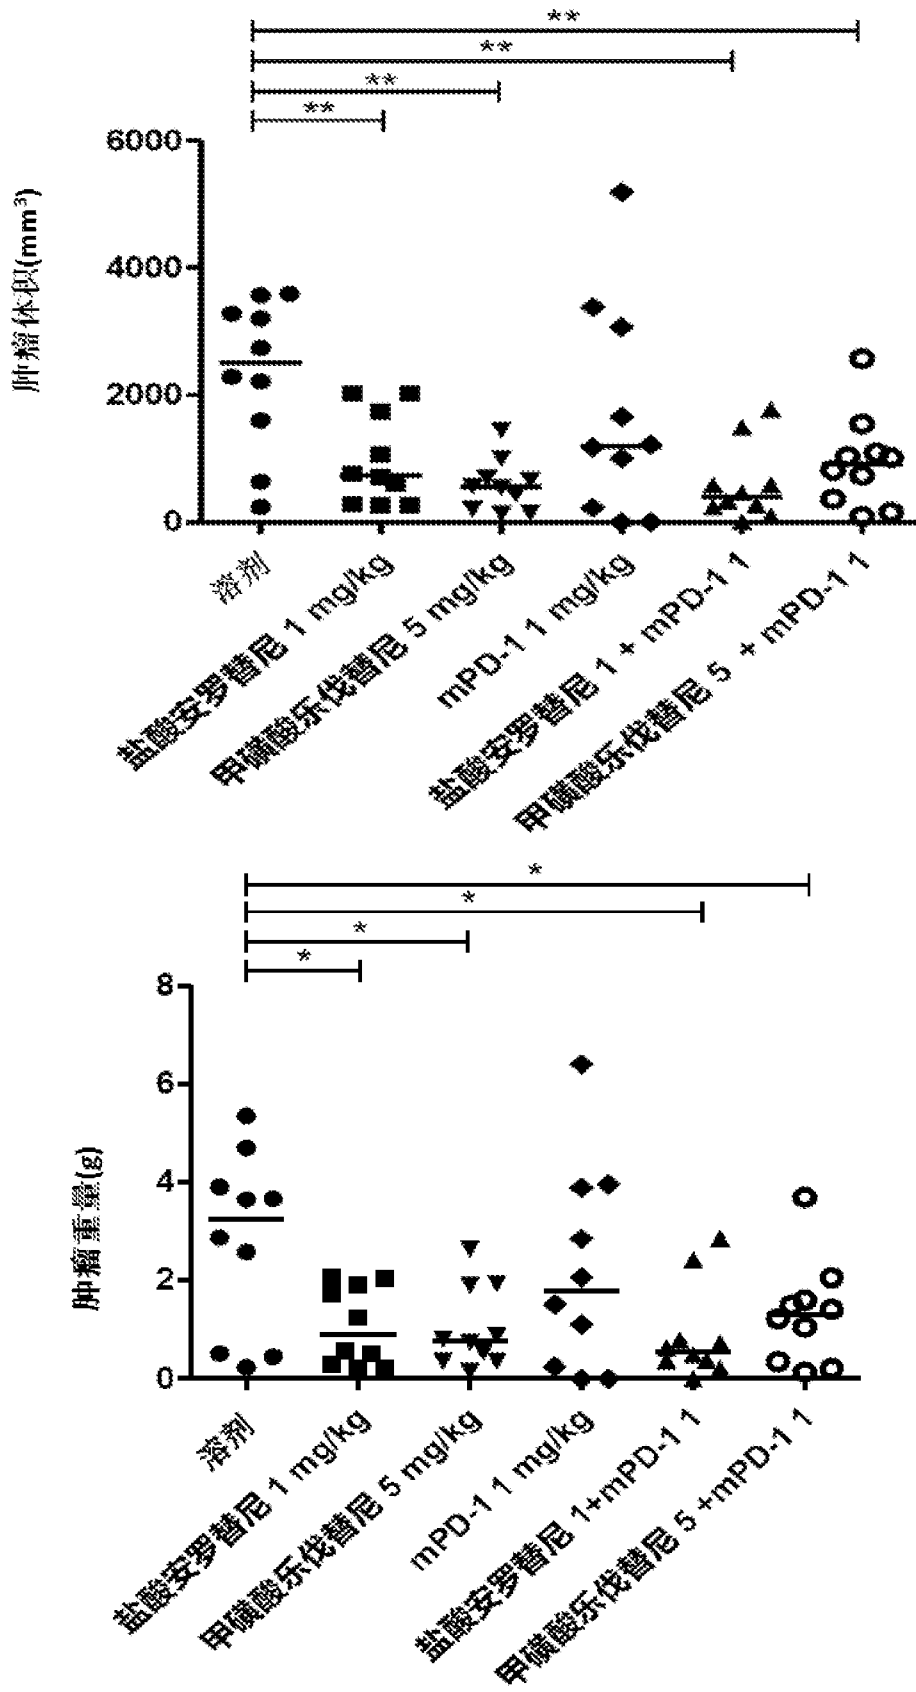 **
**
**
**
6000
4000
2000
0
肿瘤体积(mm³)
溶剂
盐酸安罗替尼 1 mg/kg
甲磺酸乐伐替尼 5 mg/kg
mPD-1 1 mg/kg
盐酸安罗替尼 1 + mPD-1 1
甲磺酸乐伐替尼 5 + mPD-1 1
*
*
*
*
8
6
4
2
0
肿瘤重量(g)
溶剂
盐酸安罗替尼 1 mg/kg
甲磺酸乐伐替尼 5 mg/kg
mPD-1 1 mg/kg
盐酸安罗替尼 1+mPD-1 1
甲磺酸乐伐替尼 5 +mPD-1 1